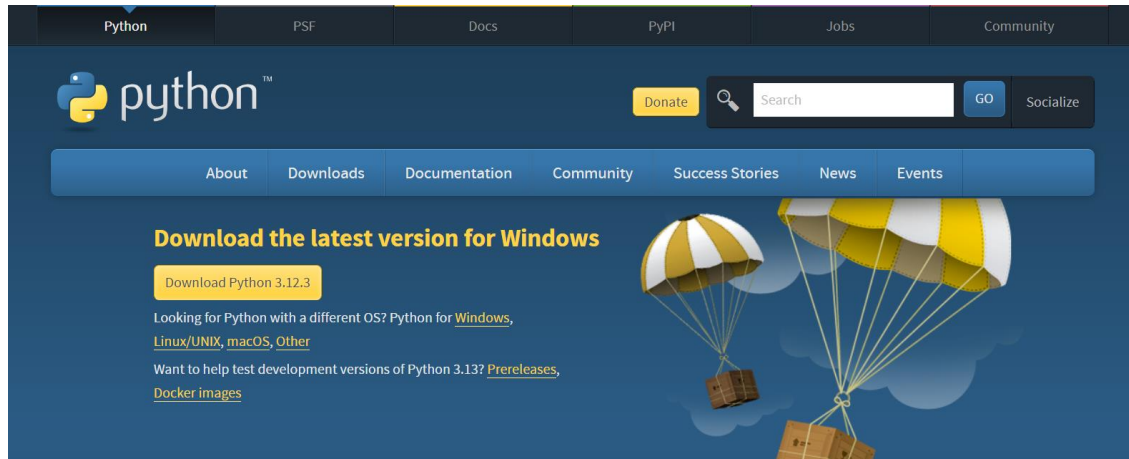 Python PSF Docs PyPI Jobs Community
python™ Donate Search GO Socialize
About Downloads Documentation Community Success Stories News Events
Download the latest version for Windows
Download Python 3.12.3
Looking for Python with a different OS? Python for Windows,
Linux/UNIX, macOS, Other
Want to help test development versions of Python 3.13? Prereleases,
Docker images